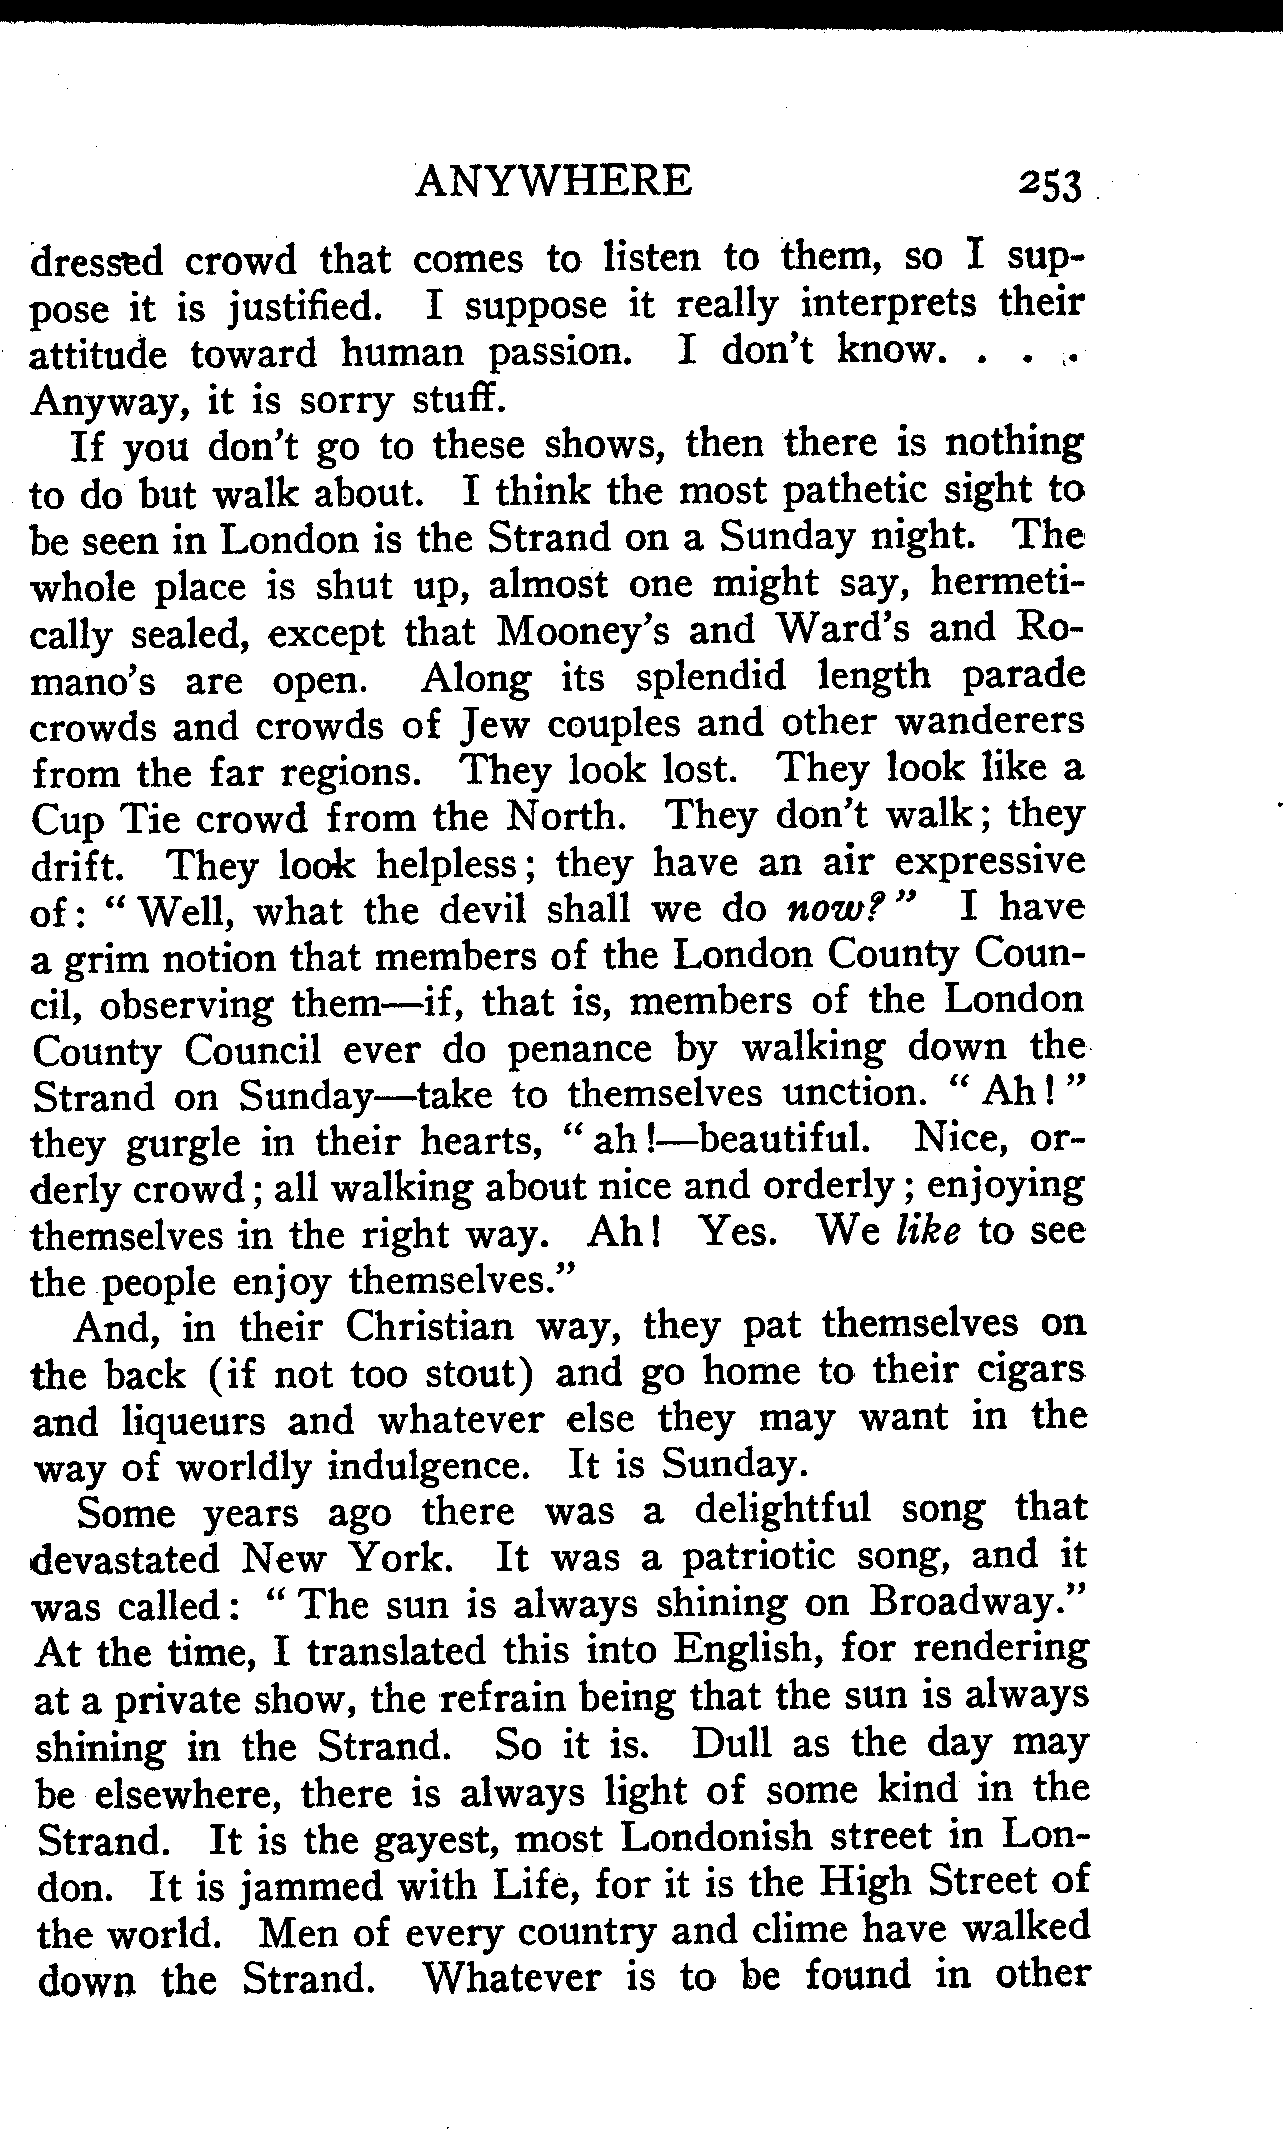 ANYWHERE 253
dressed crowd that comes to listen to them, so I sup-
pose it is justified. I suppose it really interprets their
attitude toward human passion. I don't know. . . .
Anyway, it is sorry stuff.
If you don't go to these shows, then there is nothing
to do but walk about. I think the most pathetic sight to
be seen in London is the Strand on a Sunday night. The
whole place is shut up, almost one might say, hermeti-
cally sealed, except that Mooney's and Ward's and Ro-
mano's are open. Along its splendid length parade
crowds and crowds of Jew couples and other wanderers
from the far regions. They look lost. They look like a
Cup Tie crowd from the North. They don't walk; they
drift. They look helpless; they have an air expressive
of: "Well, what the devil shall we do now?" I have
a grim notion that members of the London County Coun-
cil, observing them—if, that is, members of the London
County Council ever do penance by walking down the
Strand on Sunday—take to themselves unction. "Ah!"
they gurgle in their hearts, "ah!—beautiful. Nice, or-
derly crowd; all walking about nice and orderly; enjoying
themselves in the right way. Ah! Yes. We like to see
the people enjoy themselves."
And, in their Christian way, they pat themselves on
the back (if not too stout) and go home to their cigars
and liqueurs and whatever else they may want in the
way of worldly indulgence. It is Sunday.
Some years ago there was a delightful song that
devastated New York. It was a patriotic song, and it
was called: "The sun is always shining on Broadway."
At the time, I translated this into English, for rendering
at a private show, the refrain being that the sun is always
shining in the Strand. So it is. Dull as the day may
be elsewhere, there is always light of some kind in the
Strand. It is the gayest, most Londonish street in Lon-
don. It is jammed with Life, for it is the High Street of
the world. Men of every country and clime have walked
down the Strand. Whatever is to be found in other